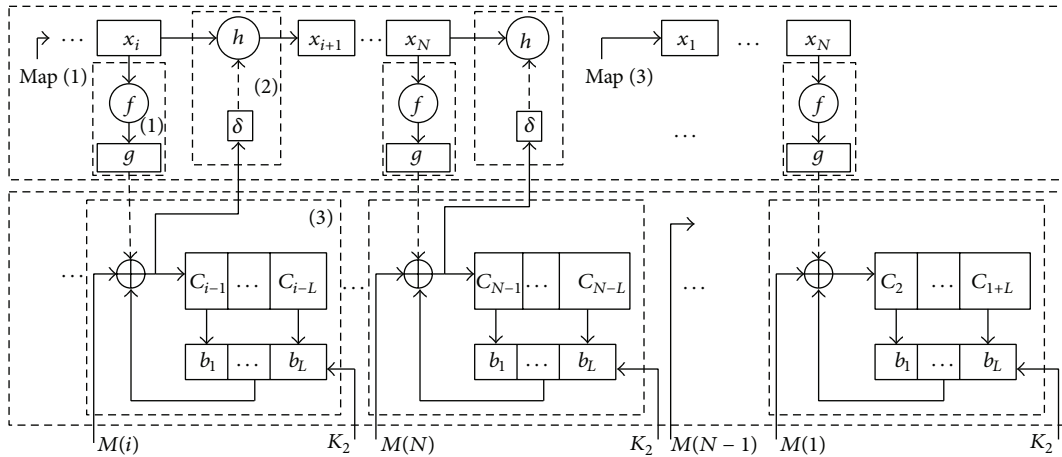 … x_i h x_{i+1} … x_N h x_1 … x_N
Map (1) (2) Map (3)
f f f
(1) δ δ …
g g g
(3)
… C_{i−1} … C_{i−L} … C_{N−1} … C_{N−L} … C_2 … C_{1+L}
b_1 … b_L b_1 … b_L b_1 … b_L
M(i) K_2 M(N) K_2 M(N − 1) M(1) K_2